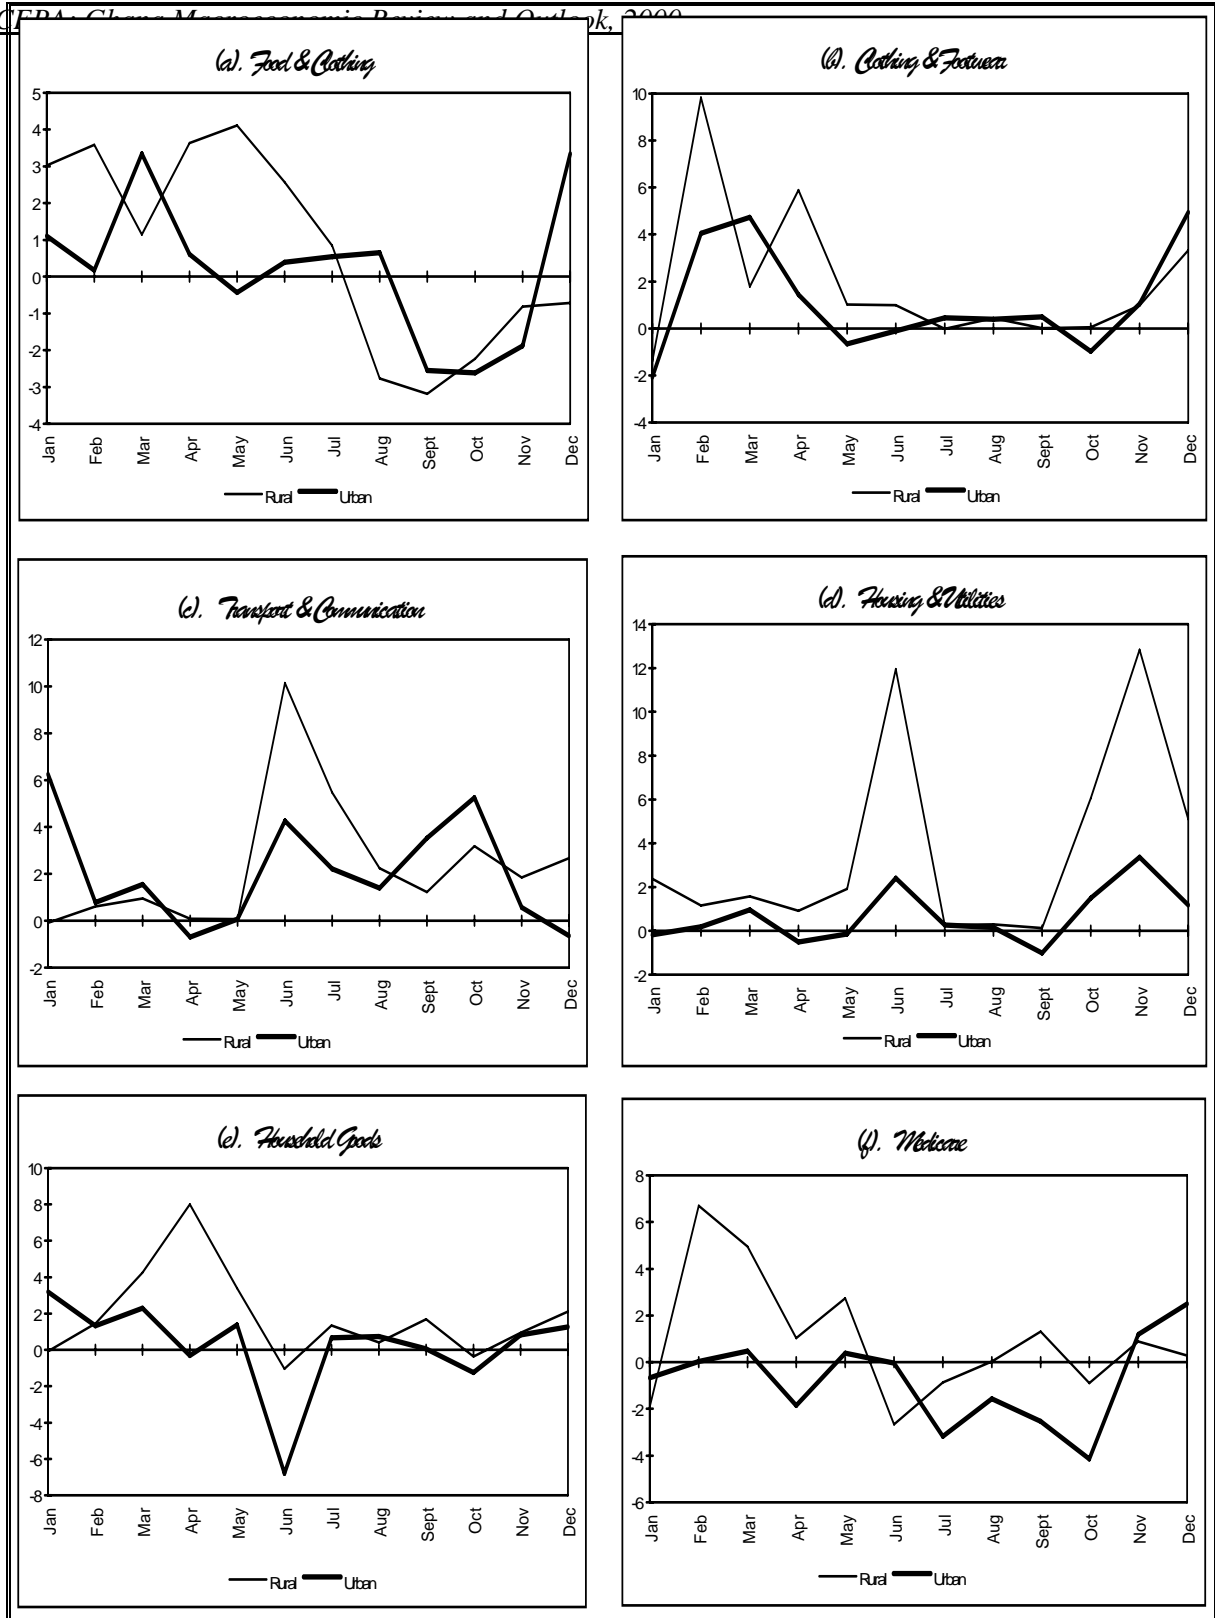 CEPA: Ghana Macroeconomic Review and Outlook, 2000
(a). Food & Clothing
5
4
3
2
1
0
-1
-2
-3
-4
Jan Feb Mar Apr May Jun Jul Aug Sept Oct Nov Dec
Rural Urban
(b). Clothing & Footwear
10
8
6
4
2
0
-2
-4
Jan Feb Mar Apr May Jun Jul Aug Sept Oct Nov Dec
Rural Urban
(c). Transport & Communication
12
10
8
6
4
2
0
-2
Jan Feb Mar Apr May Jun Jul Aug Sept Oct Nov Dec
Rural Urban
(d). Housing & Utilities
14
12
10
8
6
4
2
0
-2
Jan Feb Mar Apr May Jun Jul Aug Sept Oct Nov Dec
Rural Urban
(e). Household Goods
10
8
6
4
2
0
-2
-4
-6
-8
Jan Feb Mar Apr May Jun Jul Aug Sept Oct Nov Dec
Rural Urban
(f). Medicare
8
6
4
2
0
-2
-4
-6
Jan Feb Mar Apr May Jun Jul Aug Sept Oct Nov Dec
Rural Urban